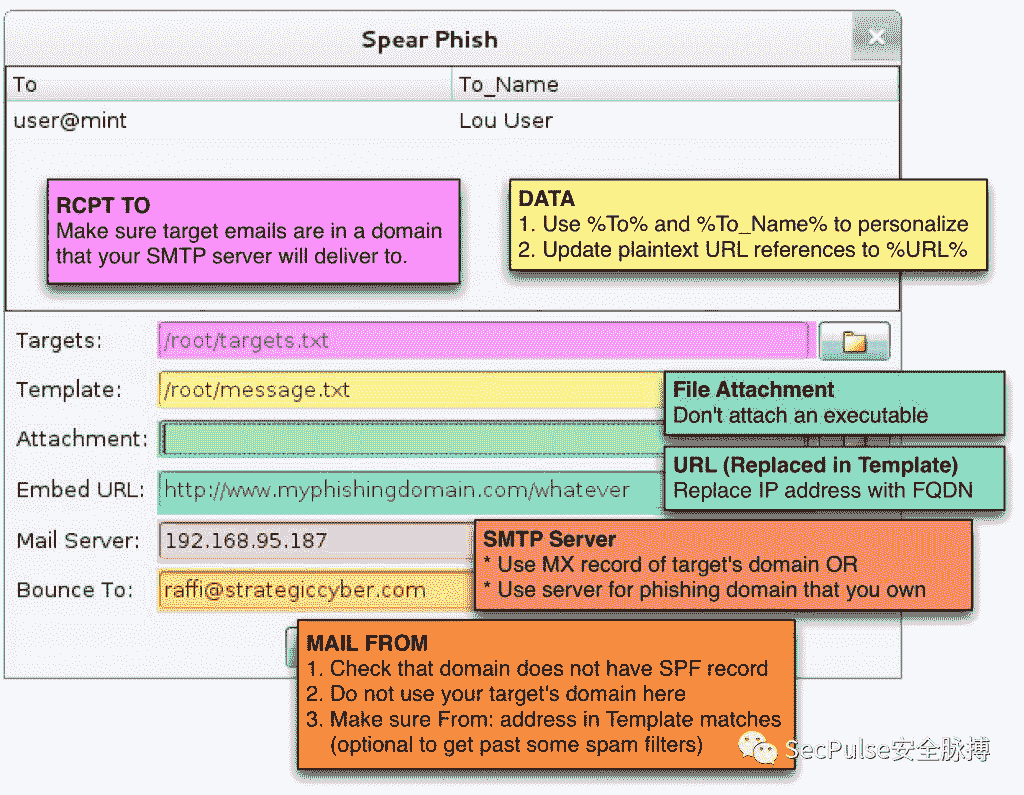 Spear Phish
To To_Name
user@mint Lou User
RCPT TO
Make sure target emails are in a domain
that your SMTP server will deliver to.
DATA
1. Use %To% and %To_Name% to personalize
2. Update plaintext URL references to %URL%
Targets: /root/targets.txt
Template: /root/message.txt
File Attachment
Don't attach an executable
Attachment:
URL (Replaced in Template)
Replace IP address with FQDN
Embed URL: http://www.myphishingdomain.com/whatever
Mail Server: 192.168.95.187
SMTP Server
* Use MX record of target's domain OR
* Use server for phishing domain that you own
Bounce To: raffi@strategiccyber.com
MAIL FROM
1. Check that domain does not have SPF record
2. Do not use your target's domain here
3. Make sure From: address in Template matches
(optional to get past some spam filters)
SecPulse安全脉搏